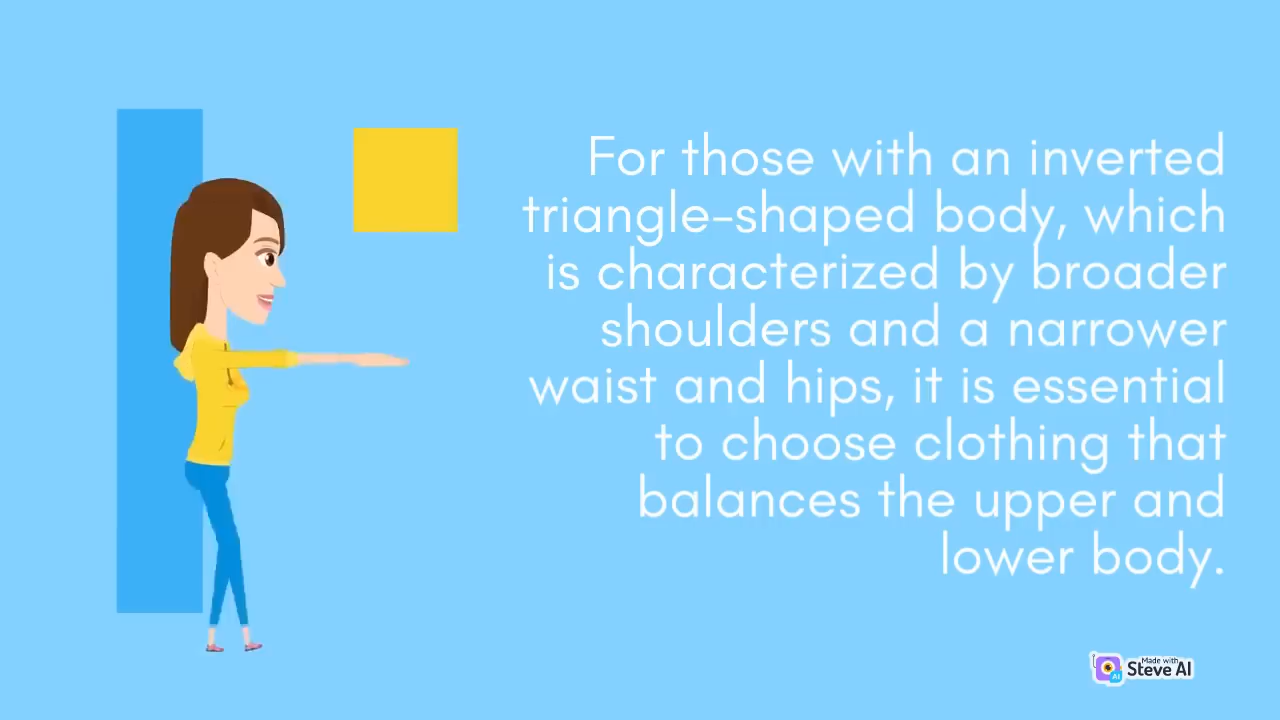 For those with an inverted
triangle-shaped body, which
is characterized by broader
shoulders and a narrower
waist and hips, it is essential
to choose clothing that
balances the upper and
lower body.
Made with
Steve AI
AI